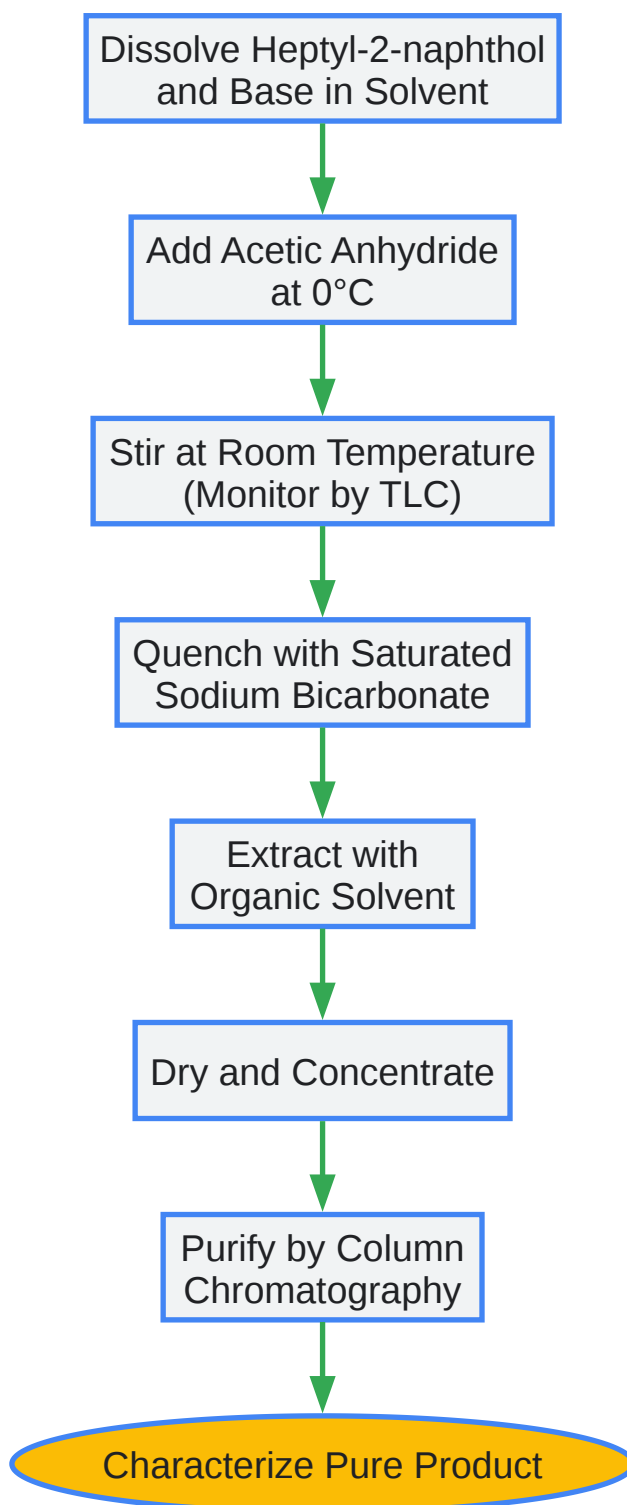 Dissolve Heptyl-2-naphthol
and Base in Solvent
Add Acetic Anhydride
at 0°C
Stir at Room Temperature
(Monitor by TLC)
Quench with Saturated
Sodium Bicarbonate
Extract with
Organic Solvent
Dry and Concentrate
Purify by Column
Chromatography
Characterize Pure Product